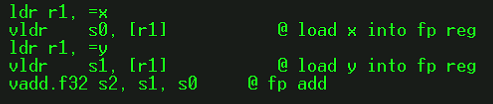 ldr r1, =x
vldr s0, [r1] @ load x into fp reg
ldr r1, =y
vldr s1, [r1] @ load y into fp reg
vadd.f32 s2, s1, s0 @ fp add